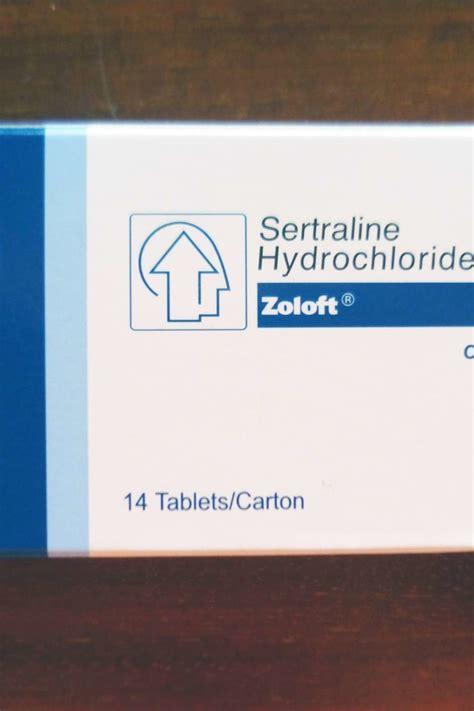 Sertraline
Hydrochloride
Zoloft®
14 Tablets/Carton